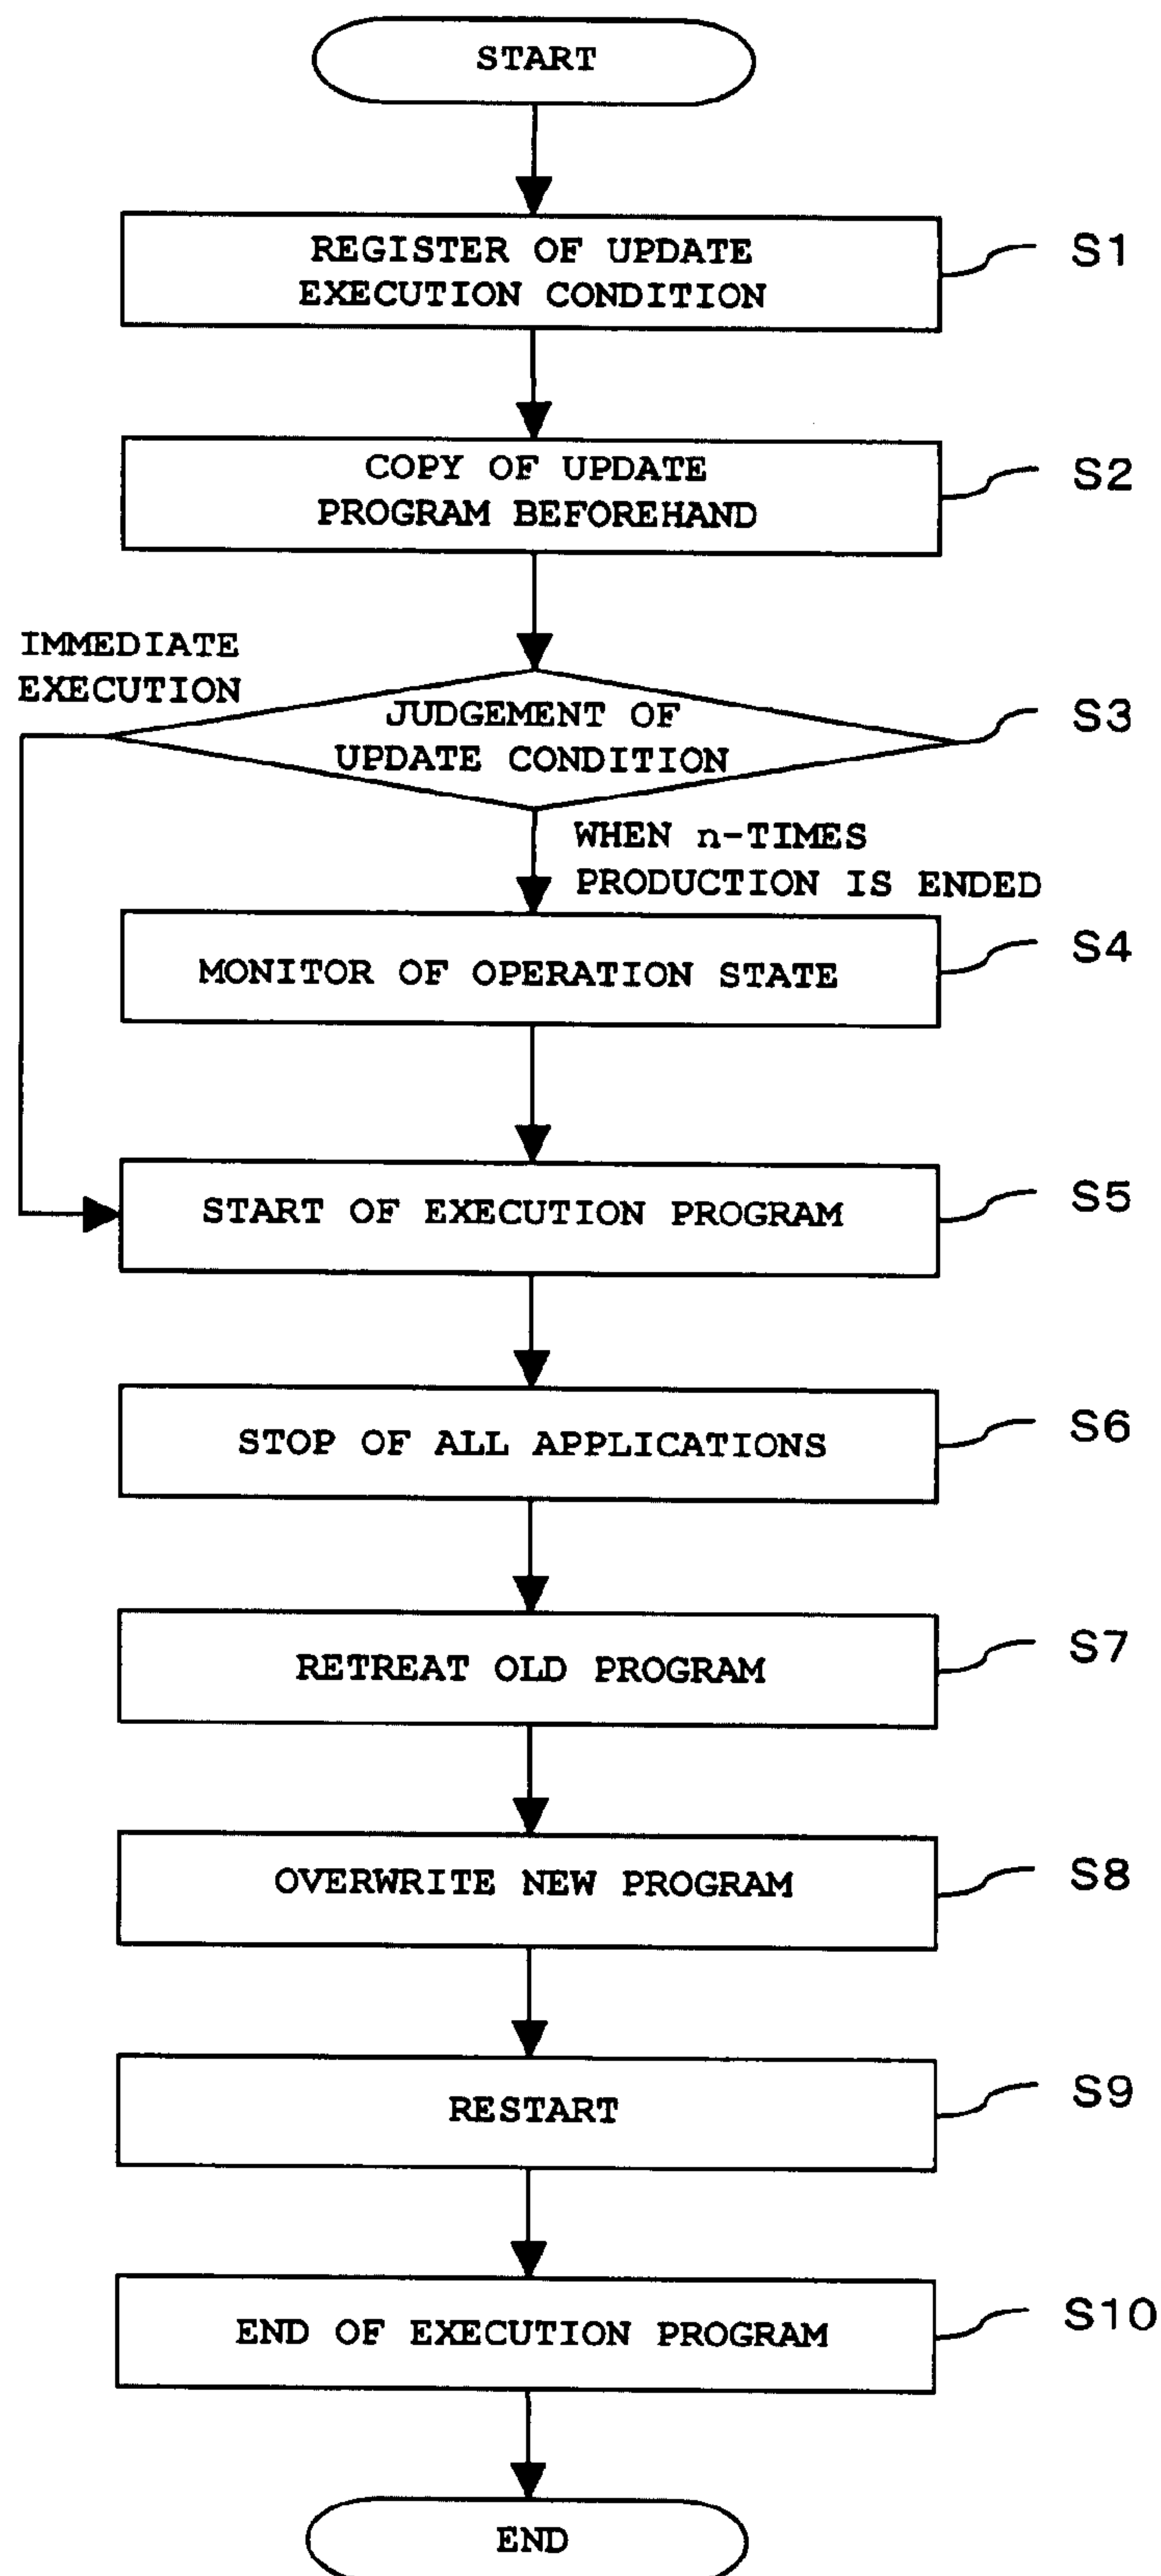 START
REGISTER OF UPDATE
EXECUTION CONDITION
S1
COPY OF UPDATE
PROGRAM BEFOREHAND
S2
IMMEDIATE
EXECUTION
JUDGEMENT OF
UPDATE CONDITION
S3
WHEN n-TIMES
PRODUCTION IS ENDED
MONITOR OF OPERATION STATE
S4
START OF EXECUTION PROGRAM
S5
STOP OF ALL APPLICATIONS
S6
RETREAT OLD PROGRAM
S7
OVERWRITE NEW PROGRAM
S8
RESTART
S9
END OF EXECUTION PROGRAM
S10
END